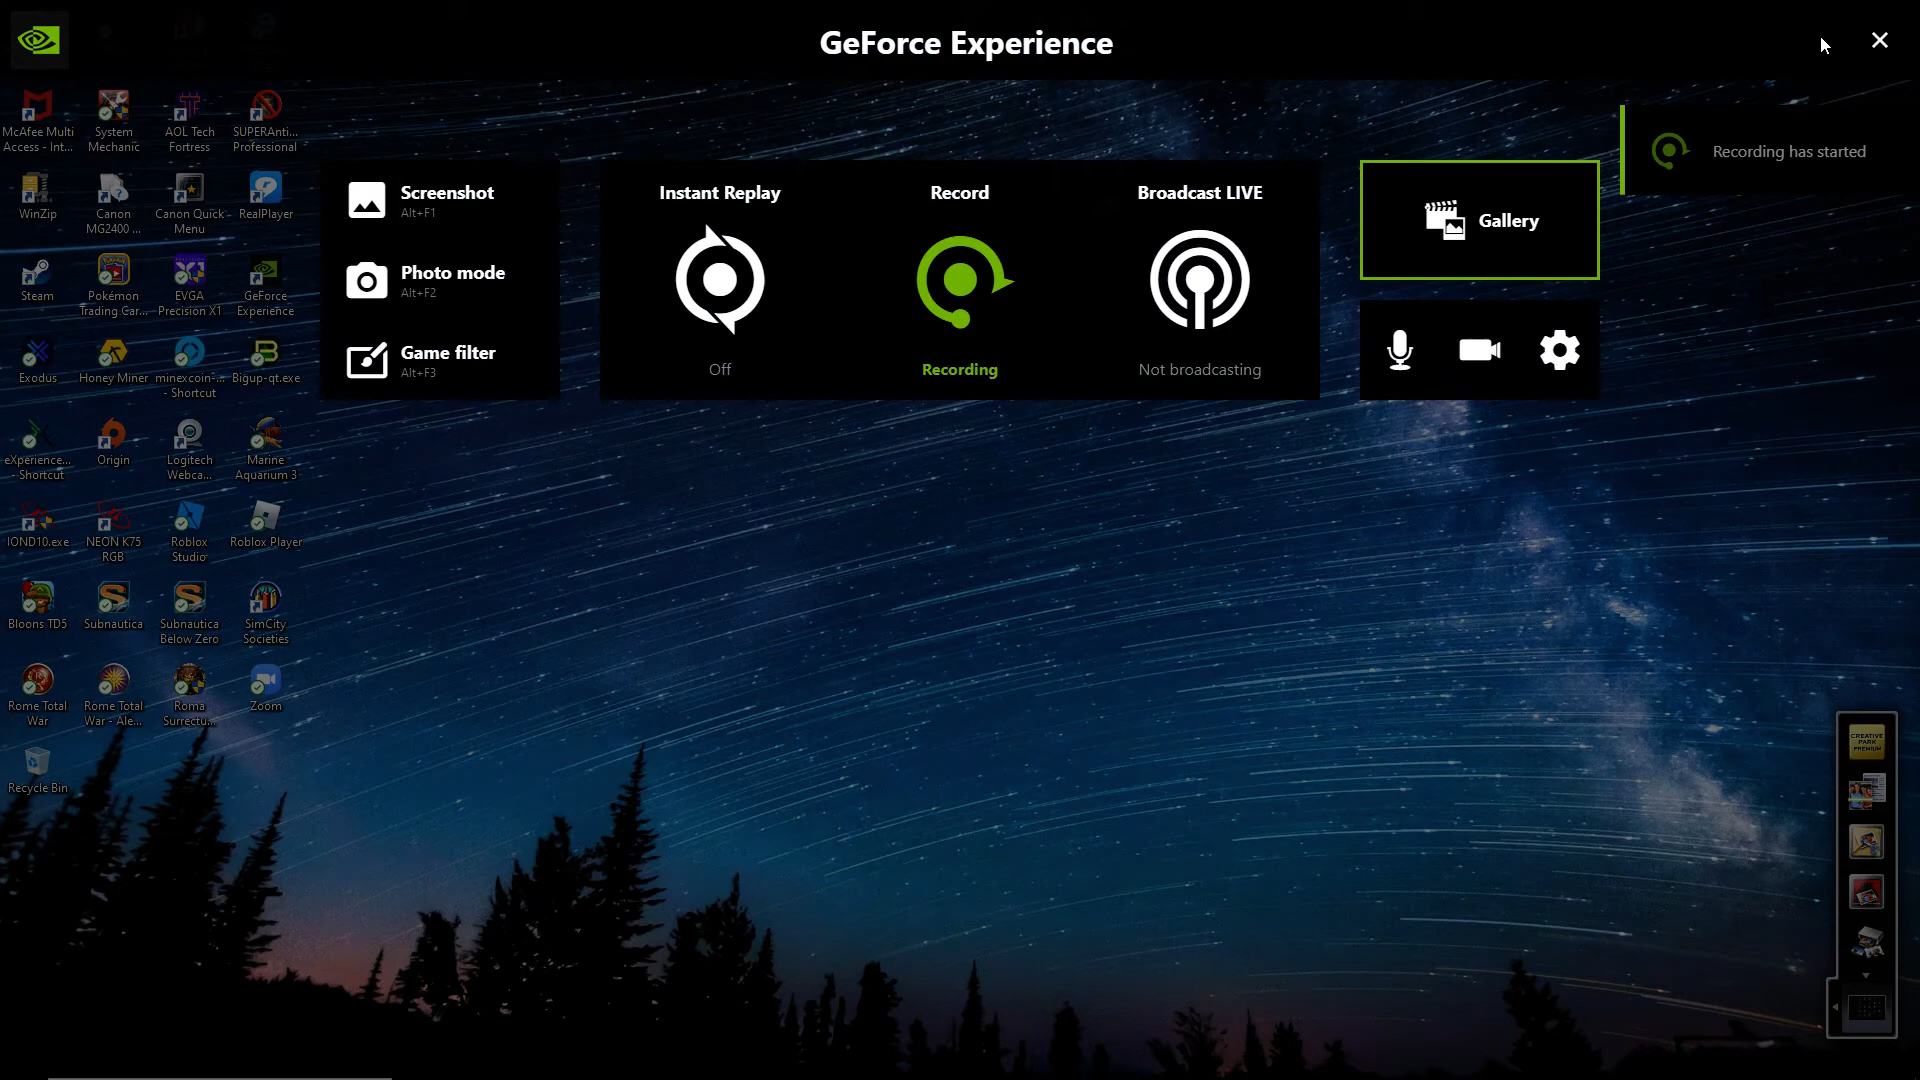 GeForce Experience
Recording has started
Screenshot
Alt+F1
Photo mode
Alt+F2
Game filter
Alt+F3
Instant Replay
Off
Record
Recording
Broadcast LIVE
Not broadcasting
Gallery
McAfee Multi
Access - Int...
System
Mechanic
AOL Tech
Fortress
SUPERAnti...
Professional
WinZip
Canon
MG2400 ...
Canon Quick
Menu
RealPlayer
Steam
Pokémon
Trading Car...
EVGA
Precision X1
GeForce
Experience
Exodus
Honey Miner
minexcoin-...
- Shortcut
Bigup-qt.exe
eXperience...
- Shortcut
Origin
Logitech
Webca...
Marine
Aquarium 3
IOND10.exe
NEON K75
RGB
Roblox
Studio
Roblox Player
Bloons TD5
Subnautica
Subnautica
Below Zero
SimCity
Societies
Rome Total
War
Rome Total
War - Ale...
Roma
Surrectu...
Zoom
Recycle Bin
CREATIVE
PARK
PREMIUM